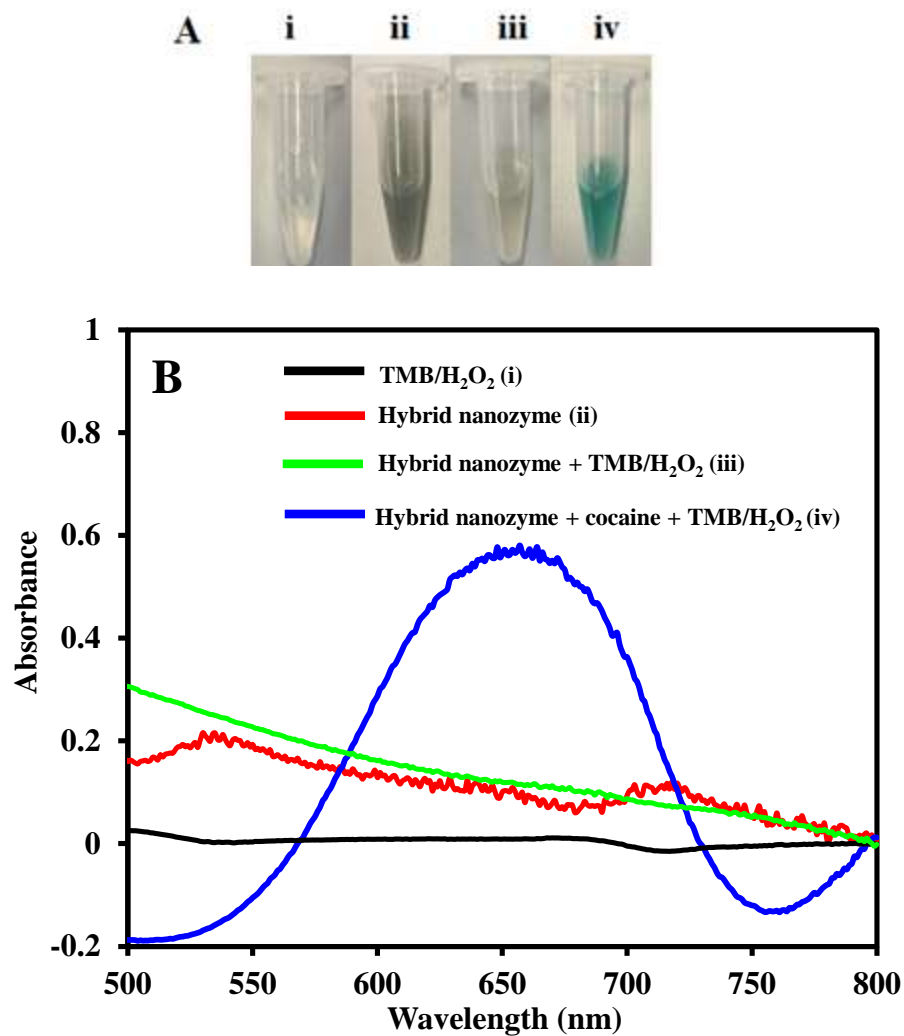 A i ii iii iv
1
B
TMB/H₂O₂ (i)
Hybrid nanozyme (ii)
Hybrid nanozyme + TMB/H₂O₂ (iii)
Hybrid nanozyme + cocaine + TMB/H₂O₂ (iv)
0.8
0.6
0.4
0.2
0
-0.2
Absorbance
500 550 600 650 700 750 800
Wavelength (nm)